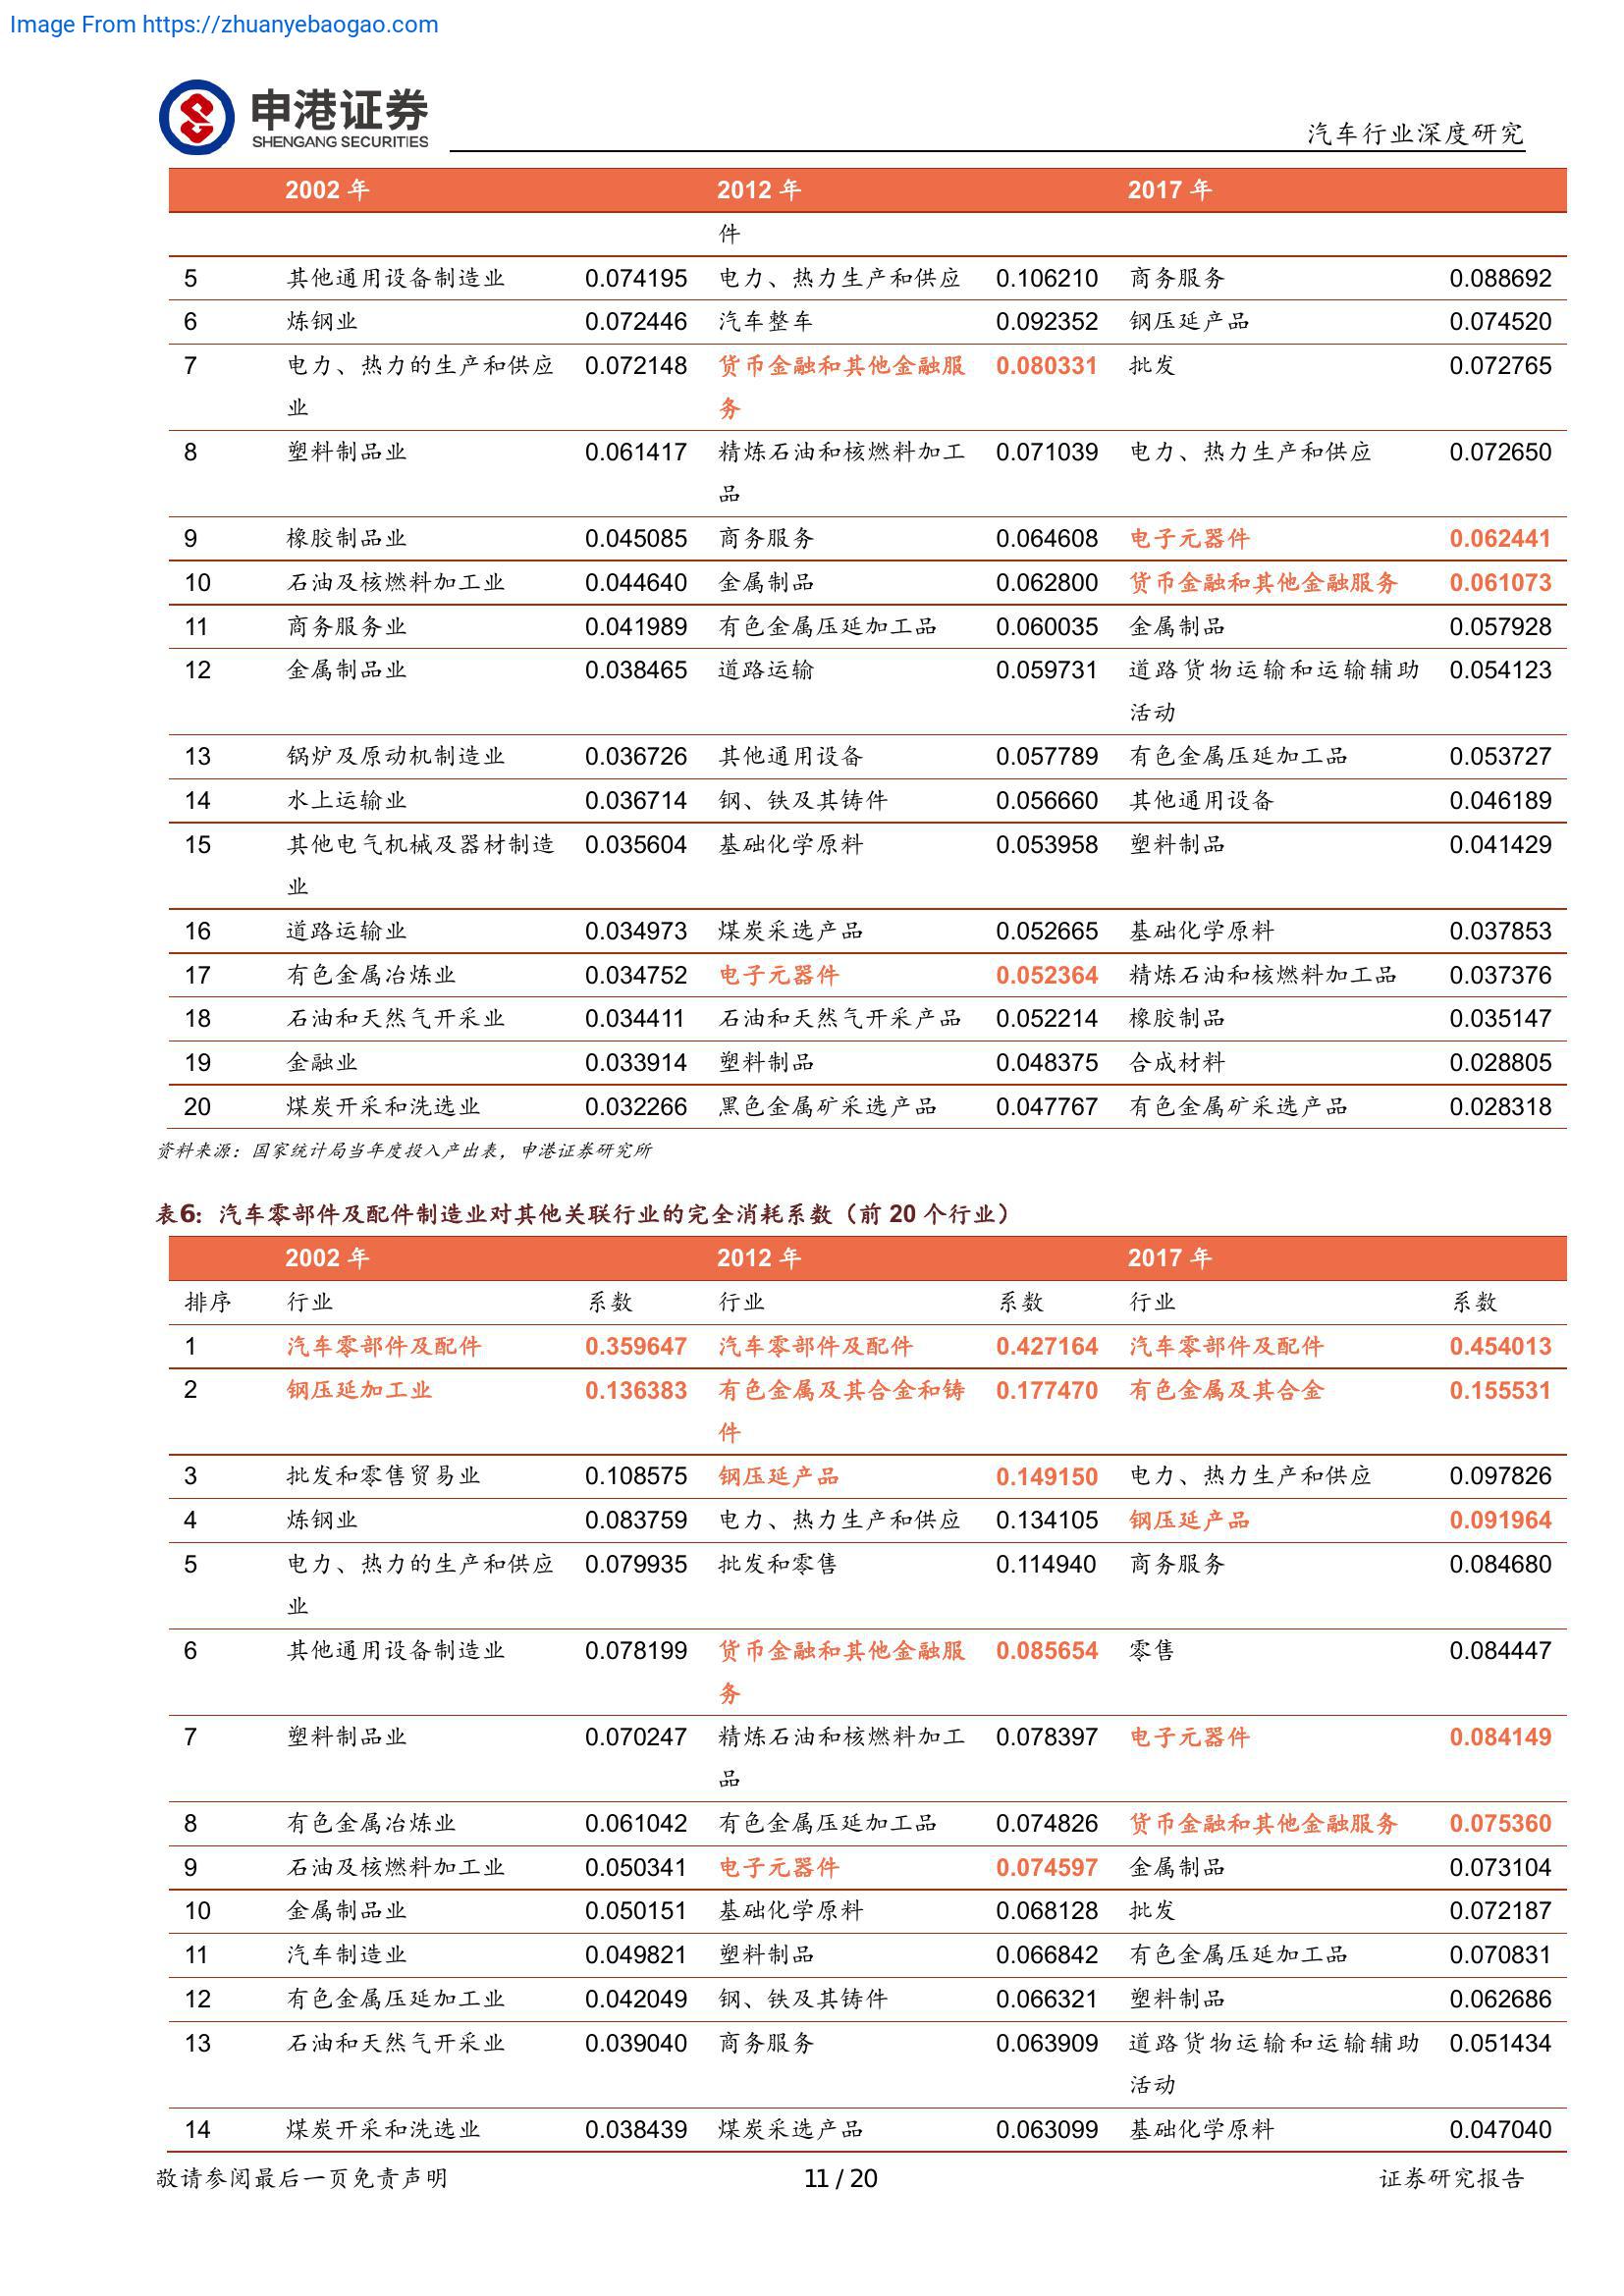 Image From https://zhuanyebaogao.com
申港证券
SHENGANG SECURITIES
汽车行业深度研究
2002 年 2012 年 2017 年
件
5 其他通用设备制造业 0.074195 电力、热力生产和供应 0.106210 商务服务 0.088692
6 炼钢业 0.072446 汽车整车 0.092352 钢压延产品 0.074520
7 电力、热力的生产和供应 0.072148 货币金融和其他金融服 0.080331 批发 0.072765
业 务
8 塑料制品业 0.061417 精炼石油和核燃料加工 0.071039 电力、热力生产和供应 0.072650
品
9 橡胶制品业 0.045085 商务服务 0.064608 电子元器件 0.062441
10 石油及核燃料加工业 0.044640 金属制品 0.062800 货币金融和其他金融服务 0.061073
11 商务服务业 0.041989 有色金属压延加工品 0.060035 金属制品 0.057928
12 金属制品业 0.038465 道路运输 0.059731 道路货物运输和运输辅助 0.054123
活动
13 锅炉及原动机制造业 0.036726 其他通用设备 0.057789 有色金属压延加工品 0.053727
14 水上运输业 0.036714 钢、铁及其铸件 0.056660 其他通用设备 0.046189
15 其他电气机械及器材制造 0.035604 基础化学原料 0.053958 塑料制品 0.041429
业
16 道路运输业 0.034973 煤炭采选产品 0.052665 基础化学原料 0.037853
17 有色金属冶炼业 0.034752 电子元器件 0.052364 精炼石油和核燃料加工品 0.037376
18 石油和天然气开采业 0.034411 石油和天然气开采产品 0.052214 橡胶制品 0.035147
19 金融业 0.033914 塑料制品 0.048375 合成材料 0.028805
20 煤炭开采和洗选业 0.032266 黑色金属矿采选产品 0.047767 有色金属矿采选产品 0.028318
资料来源：国家统计局当年度投入产出表，申港证券研究所
表6：汽车零部件及配件制造业对其他关联行业的完全消耗系数（前 20 个行业）
2002 年 2012 年 2017 年
排序 行业 系数 行业 系数 行业 系数
1 汽车零部件及配件 0.359647 汽车零部件及配件 0.427164 汽车零部件及配件 0.454013
2 钢压延加工业 0.136383 有色金属及其合金和铸 0.177470 有色金属及其合金 0.155531
件
3 批发和零售贸易业 0.108575 钢压延产品 0.149150 电力、热力生产和供应 0.097826
4 炼钢业 0.083759 电力、热力生产和供应 0.134105 钢压延产品 0.091964
5 电力、热力的生产和供应 0.079935 批发和零售 0.114940 商务服务 0.084680
业
6 其他通用设备制造业 0.078199 货币金融和其他金融服 0.085654 零售 0.084447
务
7 塑料制品业 0.070247 精炼石油和核燃料加工 0.078397 电子元器件 0.084149
品
8 有色金属冶炼业 0.061042 有色金属压延加工品 0.074826 货币金融和其他金融服务 0.075360
9 石油及核燃料加工业 0.050341 电子元器件 0.074597 金属制品 0.073104
10 金属制品业 0.050151 基础化学原料 0.068128 批发 0.072187
11 汽车制造业 0.049821 塑料制品 0.066842 有色金属压延加工品 0.070831
12 有色金属压延加工业 0.042049 钢、铁及其铸件 0.066321 塑料制品 0.062686
13 石油和天然气开采业 0.039040 商务服务 0.063909 道路货物运输和运输辅助 0.051434
活动
14 煤炭开采和洗选业 0.038439 煤炭采选产品 0.063099 基础化学原料 0.047040
敬请参阅最后一页免责声明 11 / 20 证券研究报告